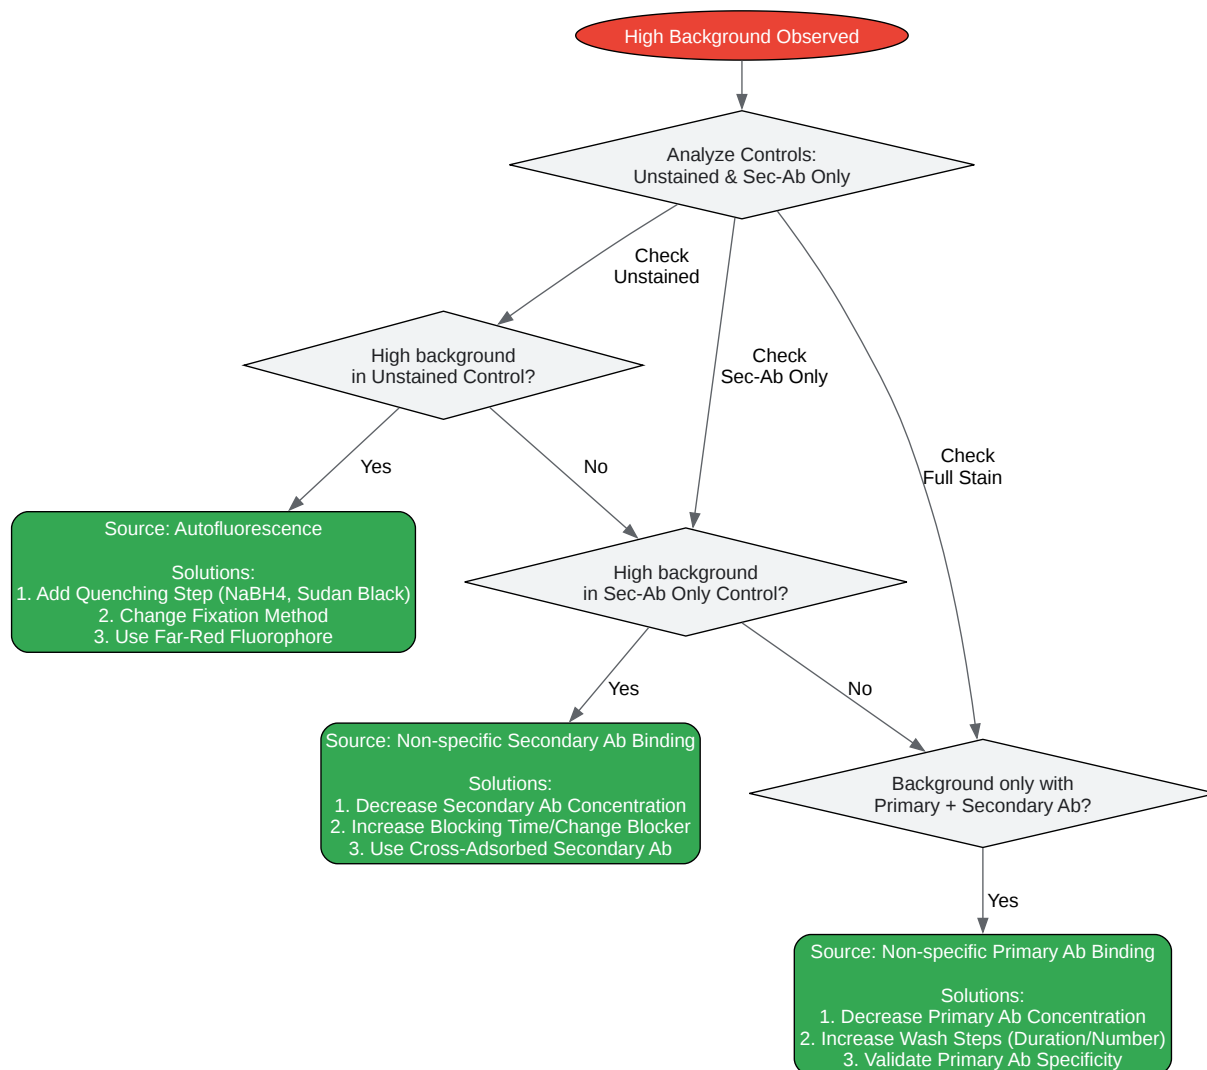 High Background Observed
Analyze Controls:
Unstained & Sec-Ab Only
Check
Unstained
Check
Sec-Ab Only
Check
Full Stain
High background
in Unstained Control?
Yes
No
Source: Autofluorescence
Solutions:
1. Add Quenching Step (NaBH4, Sudan Black)
2. Change Fixation Method
3. Use Far-Red Fluorophore
High background
in Sec-Ab Only Control?
Yes
No
Source: Non-specific Secondary Ab Binding
Solutions:
1. Decrease Secondary Ab Concentration
2. Increase Blocking Time/Change Blocker
3. Use Cross-Adsorbed Secondary Ab
Background only with
Primary + Secondary Ab?
Yes
Source: Non-specific Primary Ab Binding
Solutions:
1. Decrease Primary Ab Concentration
2. Increase Wash Steps (Duration/Number)
3. Validate Primary Ab Specificity